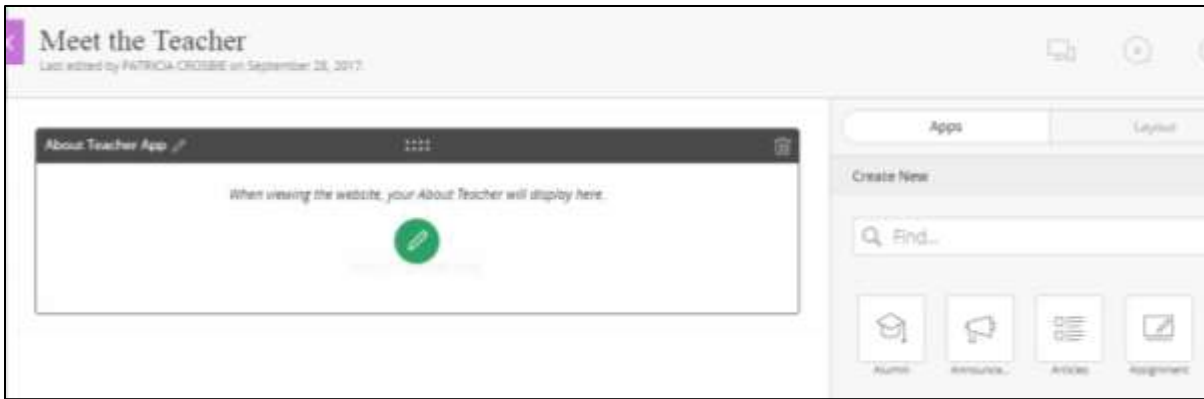 Meet the Teacher
Last edited by PATRICIA CROSBIE on September 28, 2017.
About Teacher App
When viewing the website, your About Teacher will display here.
Apps
Layout
Create New
Find...
Alumni
Announce...
Articles
Assignment